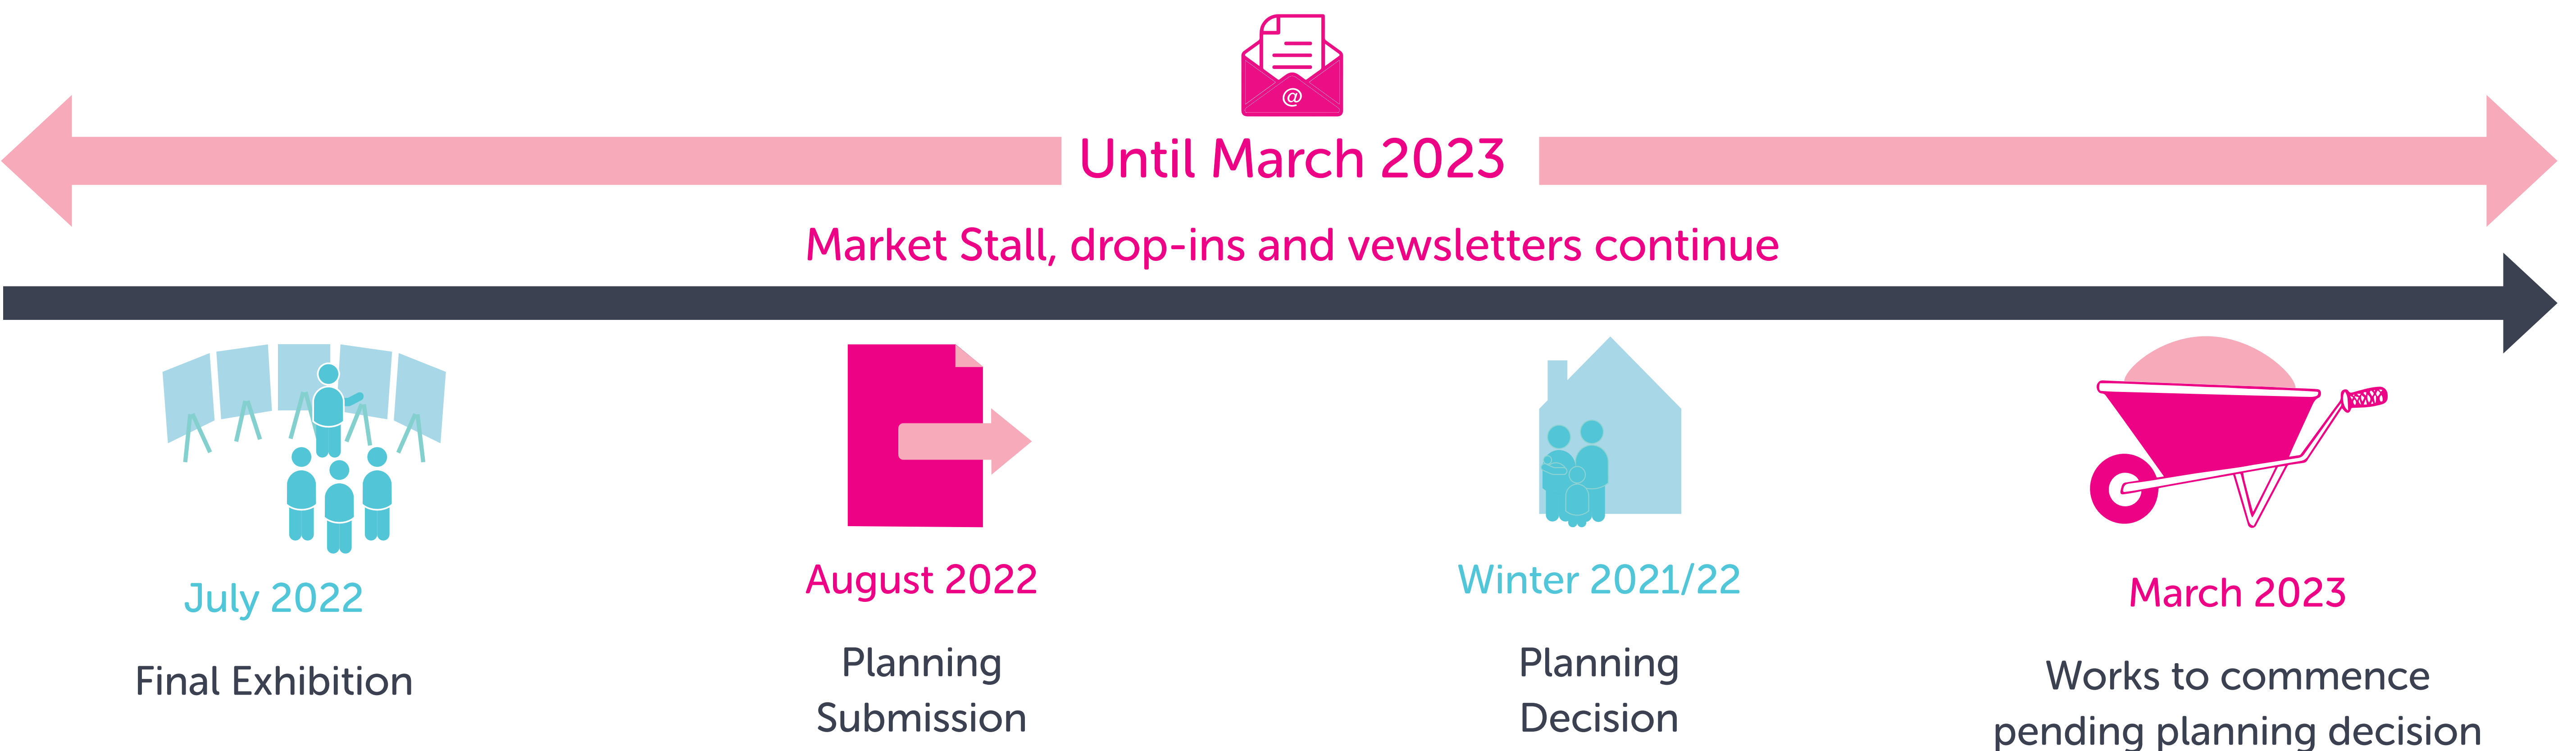 @
Until March 2023
Market Stall, drop-ins and vewsletters continue
July 2022
Final Exhibition
August 2022
Planning
Submission
Winter 2021/22
Planning
Decision
March 2023
Works to commence
pending planning decision